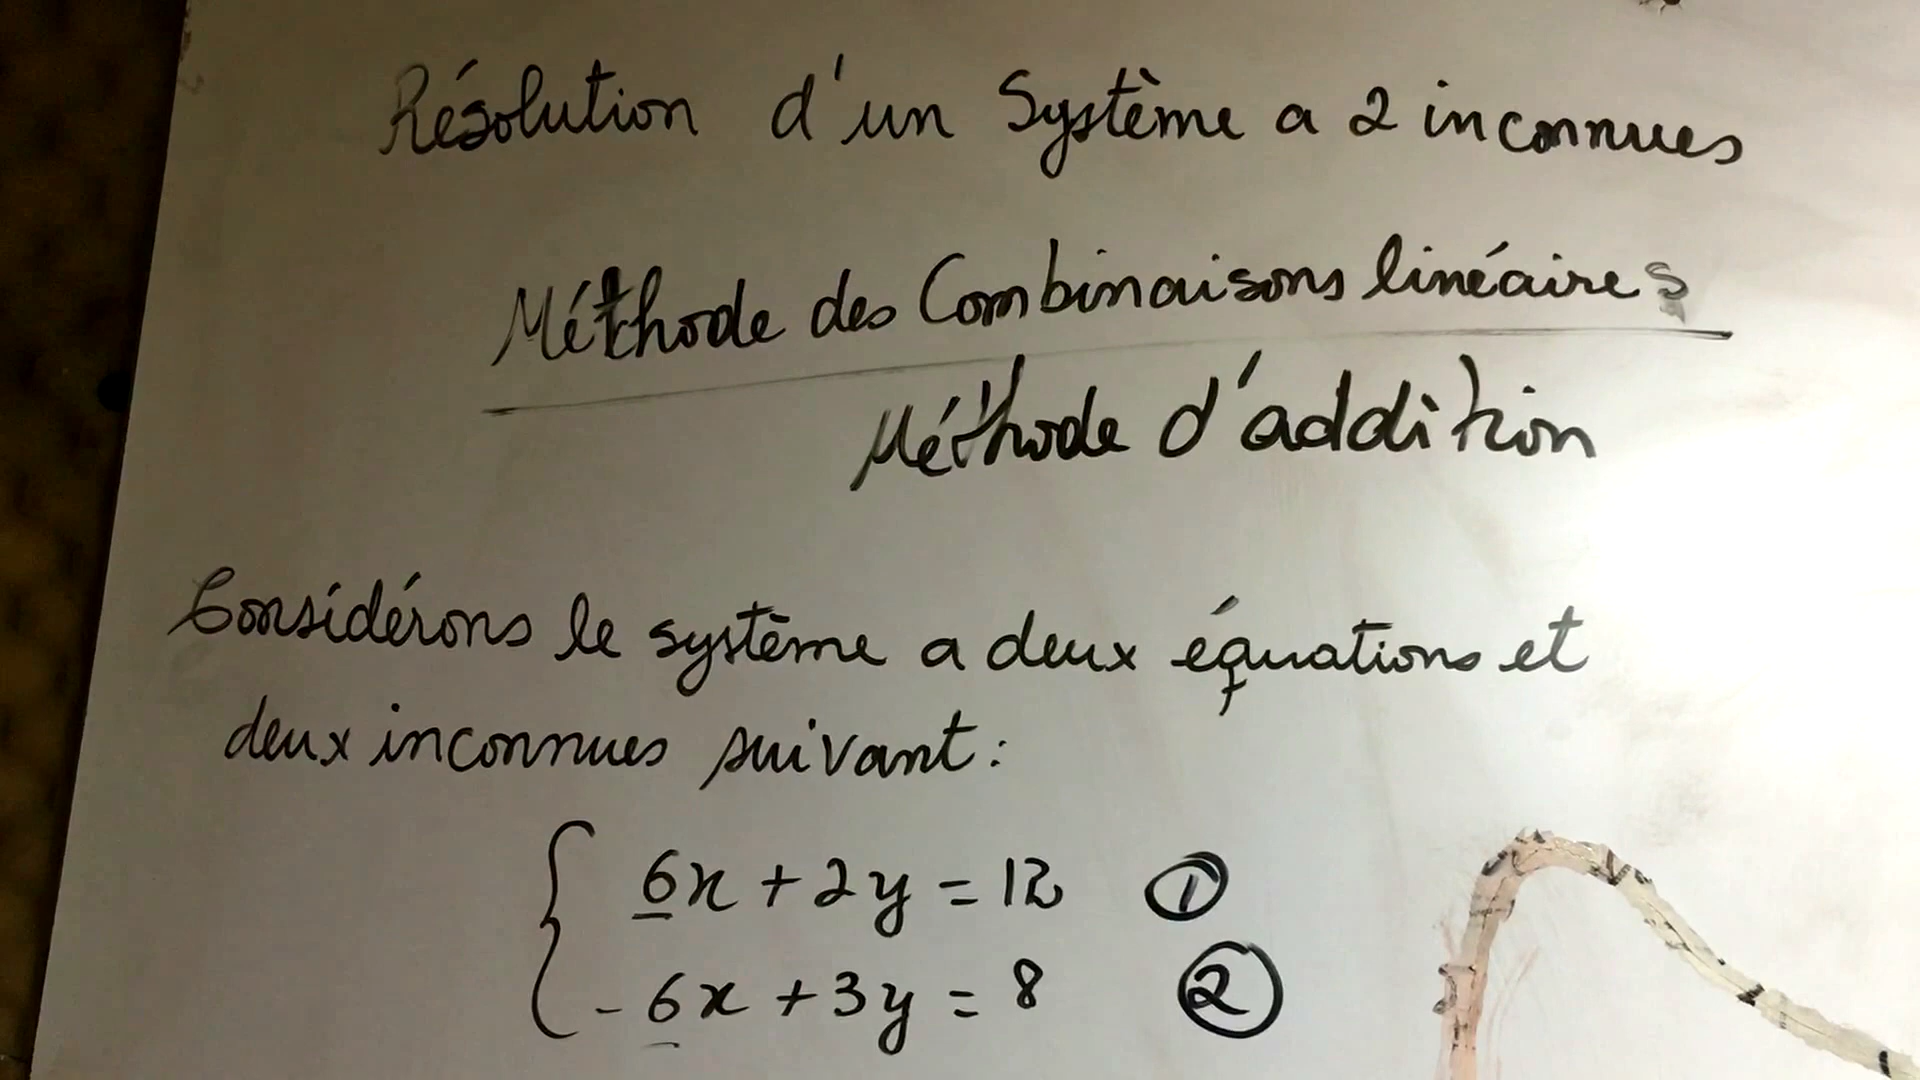 Résolution d'un Système a 2 inconnues
Méthode des Combinaisons linéaires
Méthode d'addition
Considérons le système a deux équations et
deux inconnues suivant :
6x + 2y = 12 ①
- 6x + 3y = 8 ②